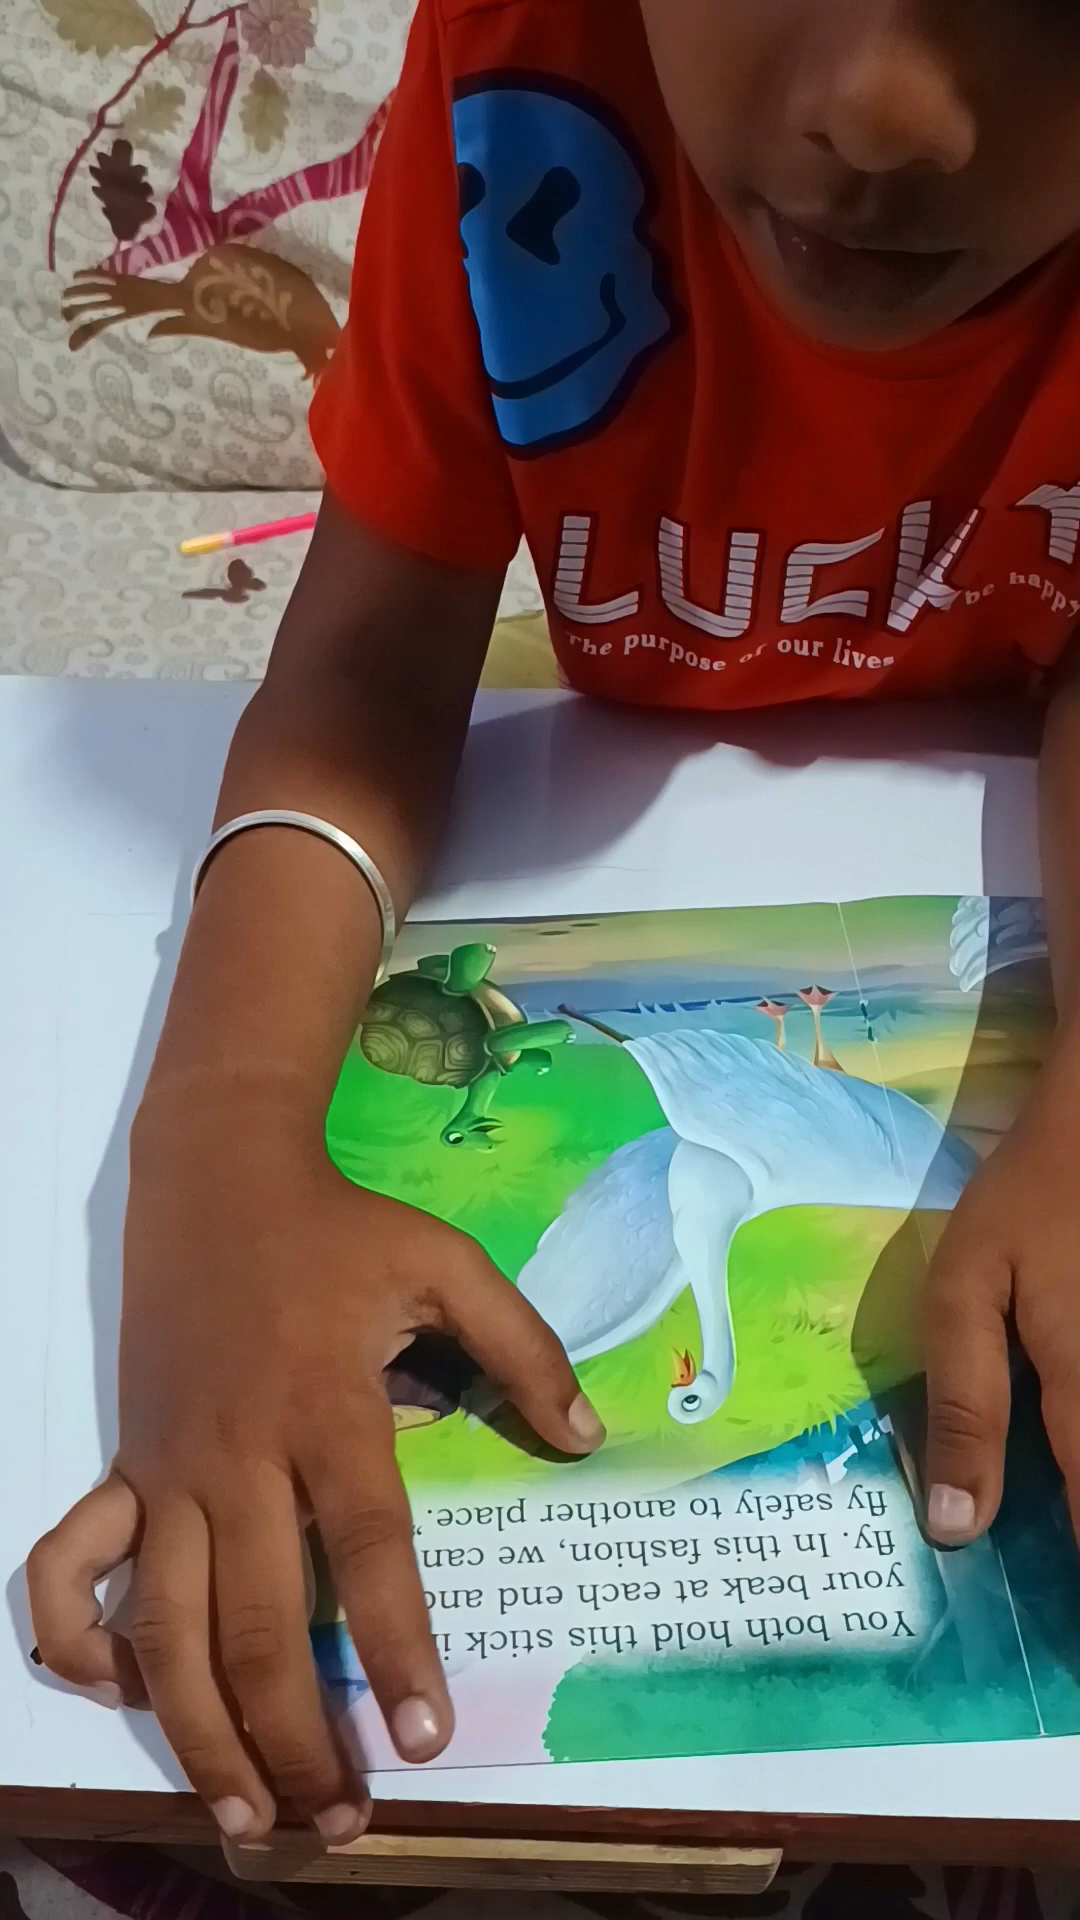 LUCK
The purpose of our lives
be happy
You both hold this stick
your beak at each end and
fly. In this fashion, we can
fly safely to another place.”